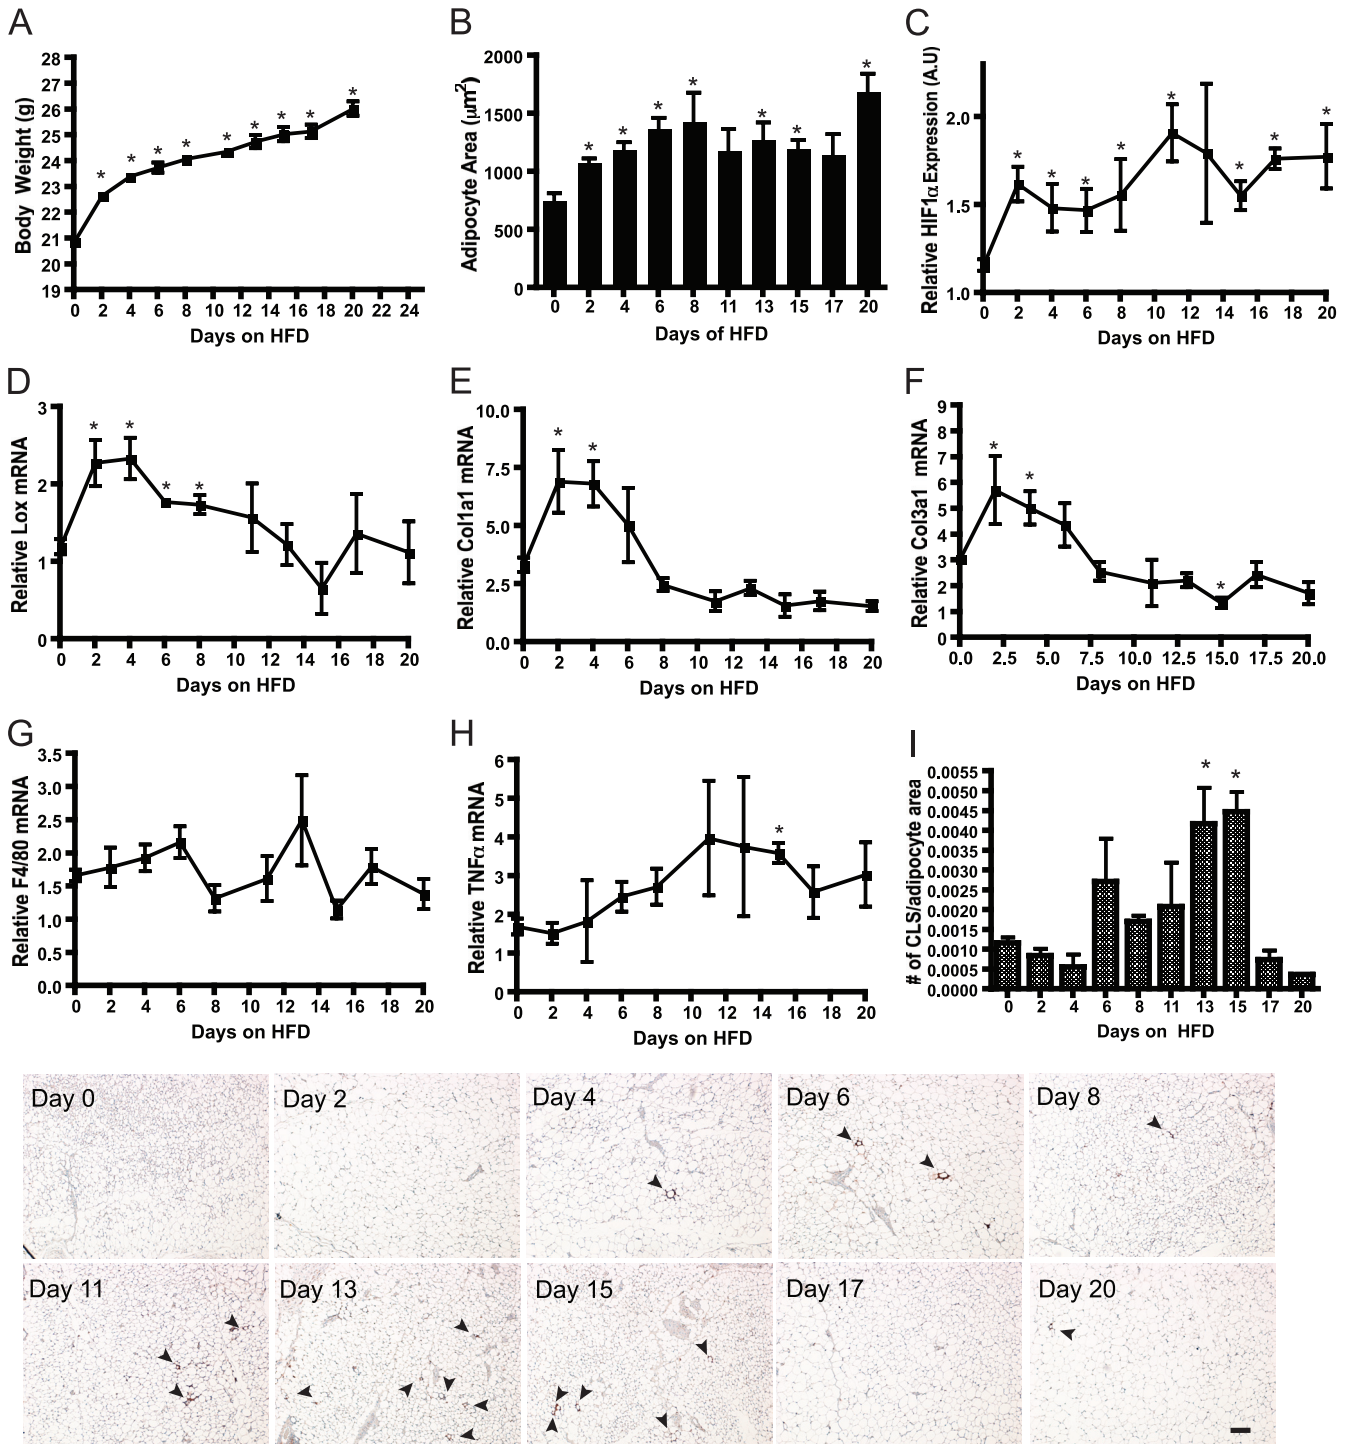 A
28
27
26
25
24
23
22
21
20
19
Body Weight (g)
* * * * * * * * *
0 2 4 6 8 10 12 14 16 18 20 22 24
Days on HFD
B
2000
1500
1000
500
0
Adipocyte Area (μm²)
* * * * * * *
0 2 4 6 8 11 13 15 17 20
Days of HFD
C
2.0
1.5
1.0
Relative HIF1α Expression (A.U)
* * * * * * * *
0 2 4 6 8 10 12 14 16 18 20
Days on HFD
D
3
2
1
0
Relative Lox mRNA
* * * *
0 2 4 6 8 10 12 14 16 18 20
Days on HFD
E
10.0
7.5
5.0
2.5
0.0
Relative Col1a1 mRNA
* *
0 2 4 6 8 10 12 14 16 18 20
Days on HFD
F
9
8
7
6
5
4
3
2
1
0
Relative Col3a1 mRNA
* * *
0.0 2.5 5.0 7.5 10.0 12.5 15.0 17.5 20.0
Days on HFD
G
3.5
3.0
2.5
2.0
1.5
1.0
0.5
0.0
Relative F4/80 mRNA
0 2 4 6 8 10 12 14 16 18 20
Days on HFD
H
6
5
4
3
2
1
0
Relative TNFα mRNA
*
0 2 4 6 8 10 12 14 16 18 20
Days on HFD
I
0.0055
0.0050
0.0045
0.0040
0.0035
0.0030
0.0025
0.0020
0.0015
0.0010
0.0005
0.0000
# of CLS/adipocyte area
* *
0 2 4 6 8 11 13 15 17 20
Days on HFD
Day 0
Day 2
Day 4
Day 6
Day 8
Day 11
Day 13
Day 15
Day 17
Day 20